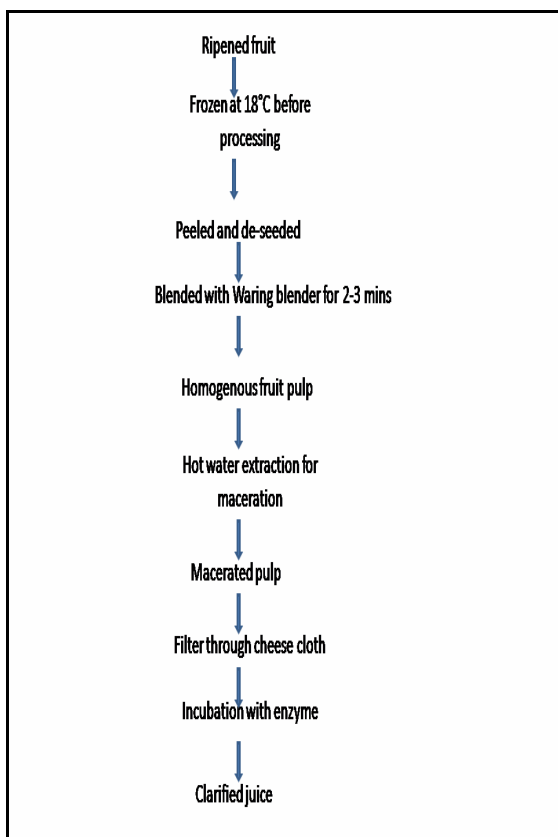 Ripened fruit
Frozen at 18°C before
processing
Peeled and de-seeded
Blended with Waring blender for 2-3 mins
Homogenous fruit pulp
Hot water extraction for
maceration
Macerated pulp
Filter through cheese cloth
Incubation with enzyme
Clarified juice